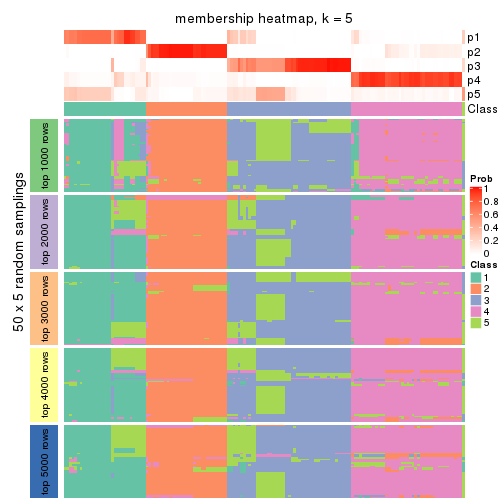 membership heatmap, k = 5
p1
p2
p3
p4
p5
Class
50 x 5 random samplings
top 1000 rows
top 2000 rows
top 3000 rows
top 4000 rows
top 5000 rows
Prob
1
0.8
0.6
0.4
0.2
0
Class
1
2
3
4
5